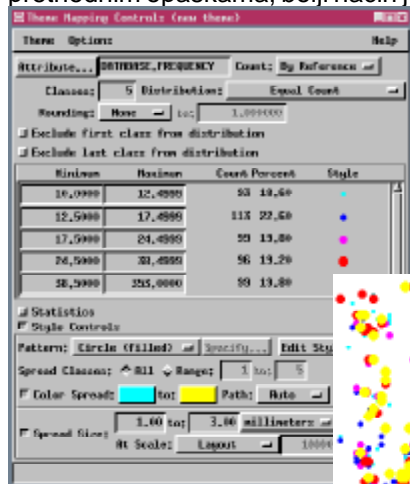 prethodnim opaskama, bolji način j
Theme Mapping Controls (new theme)
Theme Options Help
Attribute... DATABASE,FREQUENCY Count: By Reference
Classes: 5 Distribution: Equal Count
Rounding: None to: 1.000000
Exclude first class from distribution
Exclude last class from distribution
Minimum Maximum Count Percent Style
10,0000 12,4999 93 18,60
12,5000 17,4999 113 22,60
17,5000 24,4999 99 19,80
24,5000 38,4999 96 19,20
38,5000 353,0000 99 19,80
Statistics
Style Controls
Pattern: Circle (filled) Specify... Edit Sty
Spread Classes: All Range: 1 to: 5
Color Spread: to: Path: Auto
Spread Size: 1.00 to: 3.00 millimeters
At Scale: Layout 10000